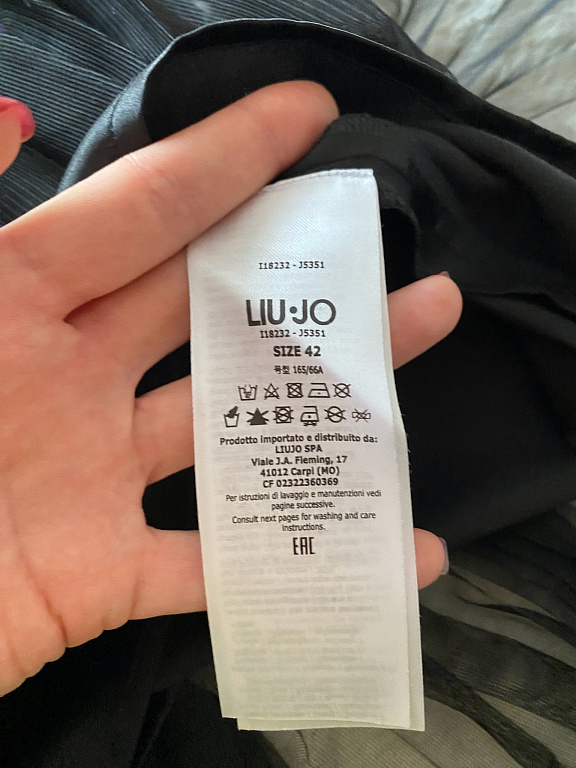 I18232 - J5351
LIU·JO
I18232 - J5351
SIZE 42
号型 165/66A
Prodotto importato e distribuito da:
LIUJO SPA
Viale J.A. Fleming, 17
41012 Carpi (MO)
CF 02322360369
Per istruzioni di lavaggio e manutenzioni vedi
pagine successive.
Consult next pages for washing and care
instructions.
EAC